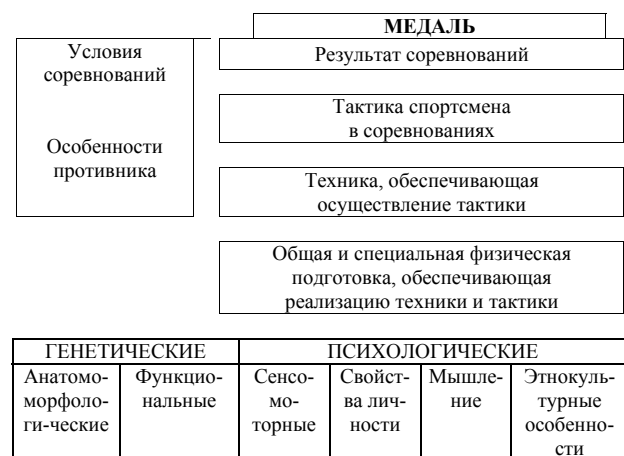 МЕДАЛЬ
Результат соревнований
Условия
соревнований
Особенности
противника
Тактика спортсмена
в соревнованиях
Техника, обеспечивающая
осуществление тактики
Общая и специальная физическая
подготовка, обеспечивающая
реализацию техники и тактики
ГЕНЕТИЧЕСКИЕ
ПСИХОЛОГИЧЕСКИЕ
Анатомо-
морфоло-
ги-ческие
Функцио-
нальные
Сенсо-
мо-
торные
Свойст-
ва лич-
ности
Мышле-
ние
Этнокуль-
турные
особенно-
сти